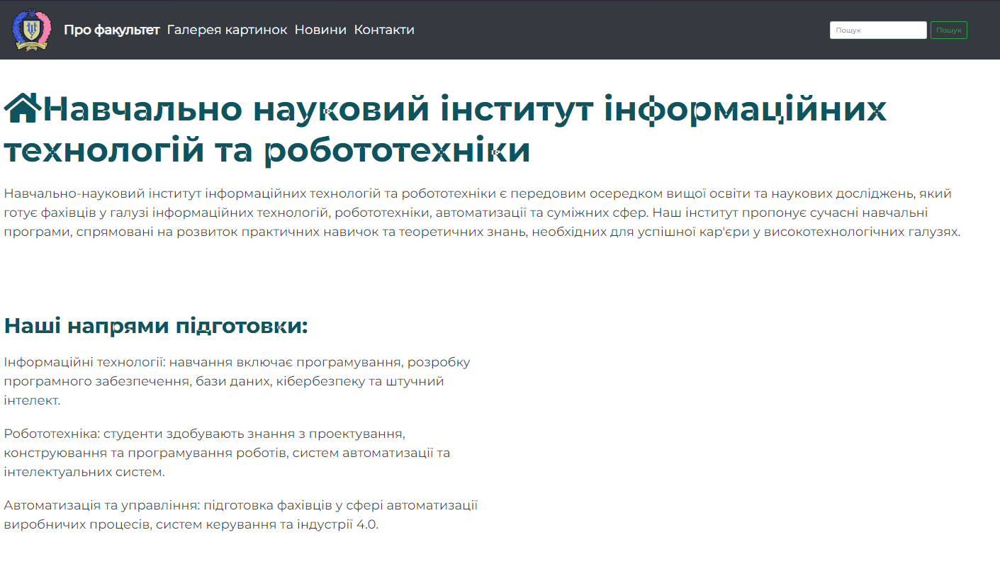 Про факультет Галерея картинок Новини Контакти
Пошук Пошук
Навчально науковий інститут інформаційних
технологій та робототехніки
Навчально-науковий інститут інформаційних технологій та робототехніки є передовим осередком вищої освіти та наукових досліджень, який
готує фахівців у галузі інформаційних технологій, робототехніки, автоматизації та суміжних сфер. Наш інститут пропонує сучасні навчальні
програми, спрямовані на розвиток практичних навичок та теоретичних знань, необхідних для успішної кар'єри у високотехнологічних галузях.
Наші напрями підготовки:
Інформаційні технології: навчання включає програмування, розробку
програмного забезпечення, бази даних, кібербезпеку та штучний
інтелект.
Робототехніка: студенти здобувають знання з проектування,
конструювання та програмування роботів, систем автоматизації та
інтелектуальних систем.
Автоматизація та управління: підготовка фахівців у сфері автоматизації
виробничих процесів, систем керування та індустрії 4.0.